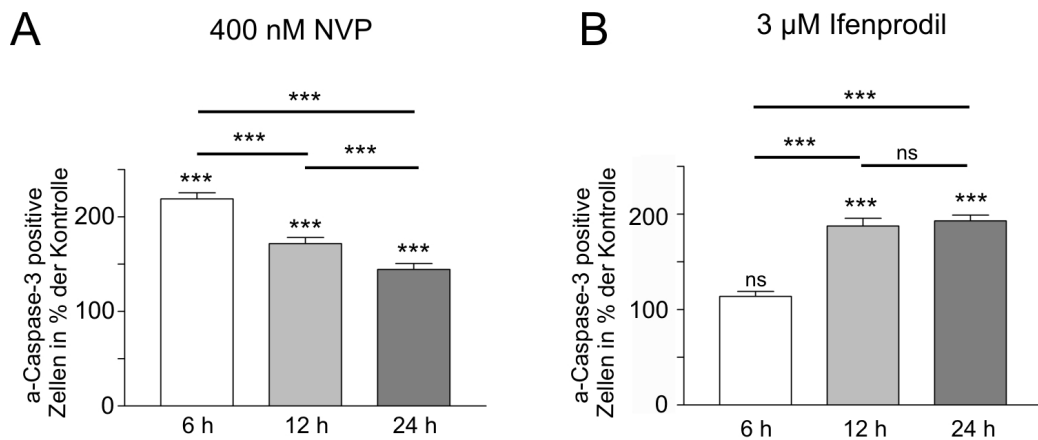 A
400 nM NVP
***
***
***
***
***
***
a-Caspase-3 positive
Zellen in % der Kontrolle
200
100
0
6 h
12 h
24 h
B
3 µM Ifenprodil
***
***
ns
***
***
ns
a-Caspase-3 positive
Zellen in % der Kontrolle
200
100
0
6 h
12 h
24 h